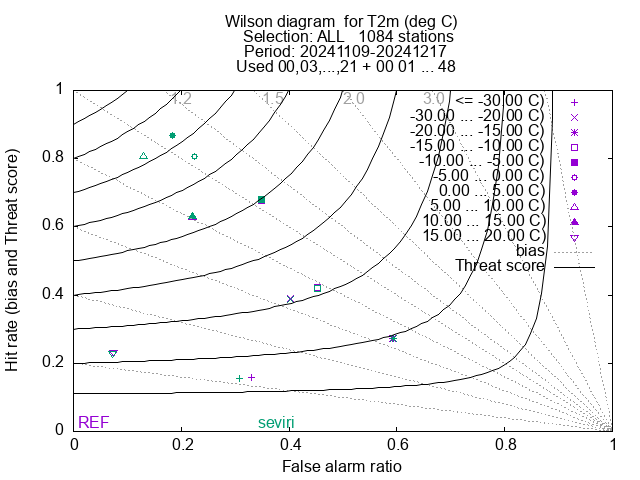 Wilson diagram  for T2m (deg C)
Selection: ALL   1084 stations
Period: 20241109-20241217
Used 00,03,...,21 + 00 01 ... 48
1.2 1.5 2.0 3.0
<= -30.00 C)
-30.00 ... -20.00 C)
-20.00 ... -15.00 C)
-15.00 ... -10.00 C)
-10.00 ... -5.00 C)
-5.00 ... 0.00 C)
0.00 ... 5.00 C)
5.00 ... 10.00 C)
10.00 ... 15.00 C)
15.00 ... 20.00 C)
bias
Threat score
1
0.8
0.6
0.4
0.2
0
Hit rate (bias and Threat score)
REF
seviri
0 0.2 0.4 0.6 0.8 1
False alarm ratio